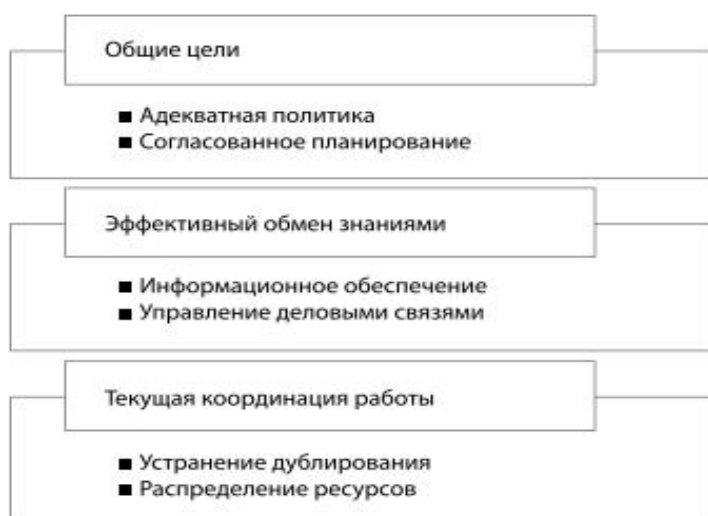 Общие цели
■ Адекватная политика
■ Согласованное планирование
Эффективный обмен знаниями
■ Информационное обеспечение
■ Управление деловыми связями
Текущая координация работы
■ Устранение дублирования
■ Распределение ресурсов